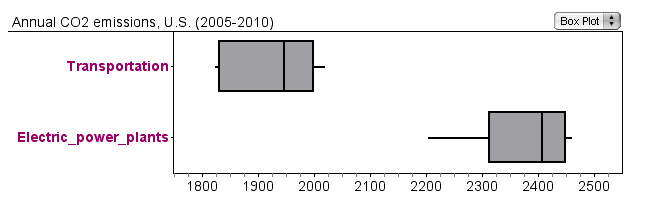 Annual CO2 emissions, U.S. (2005-2010)
Box Plot
Transportation
Electric_power_plants
1800 1900 2000 2100 2200 2300 2400 2500